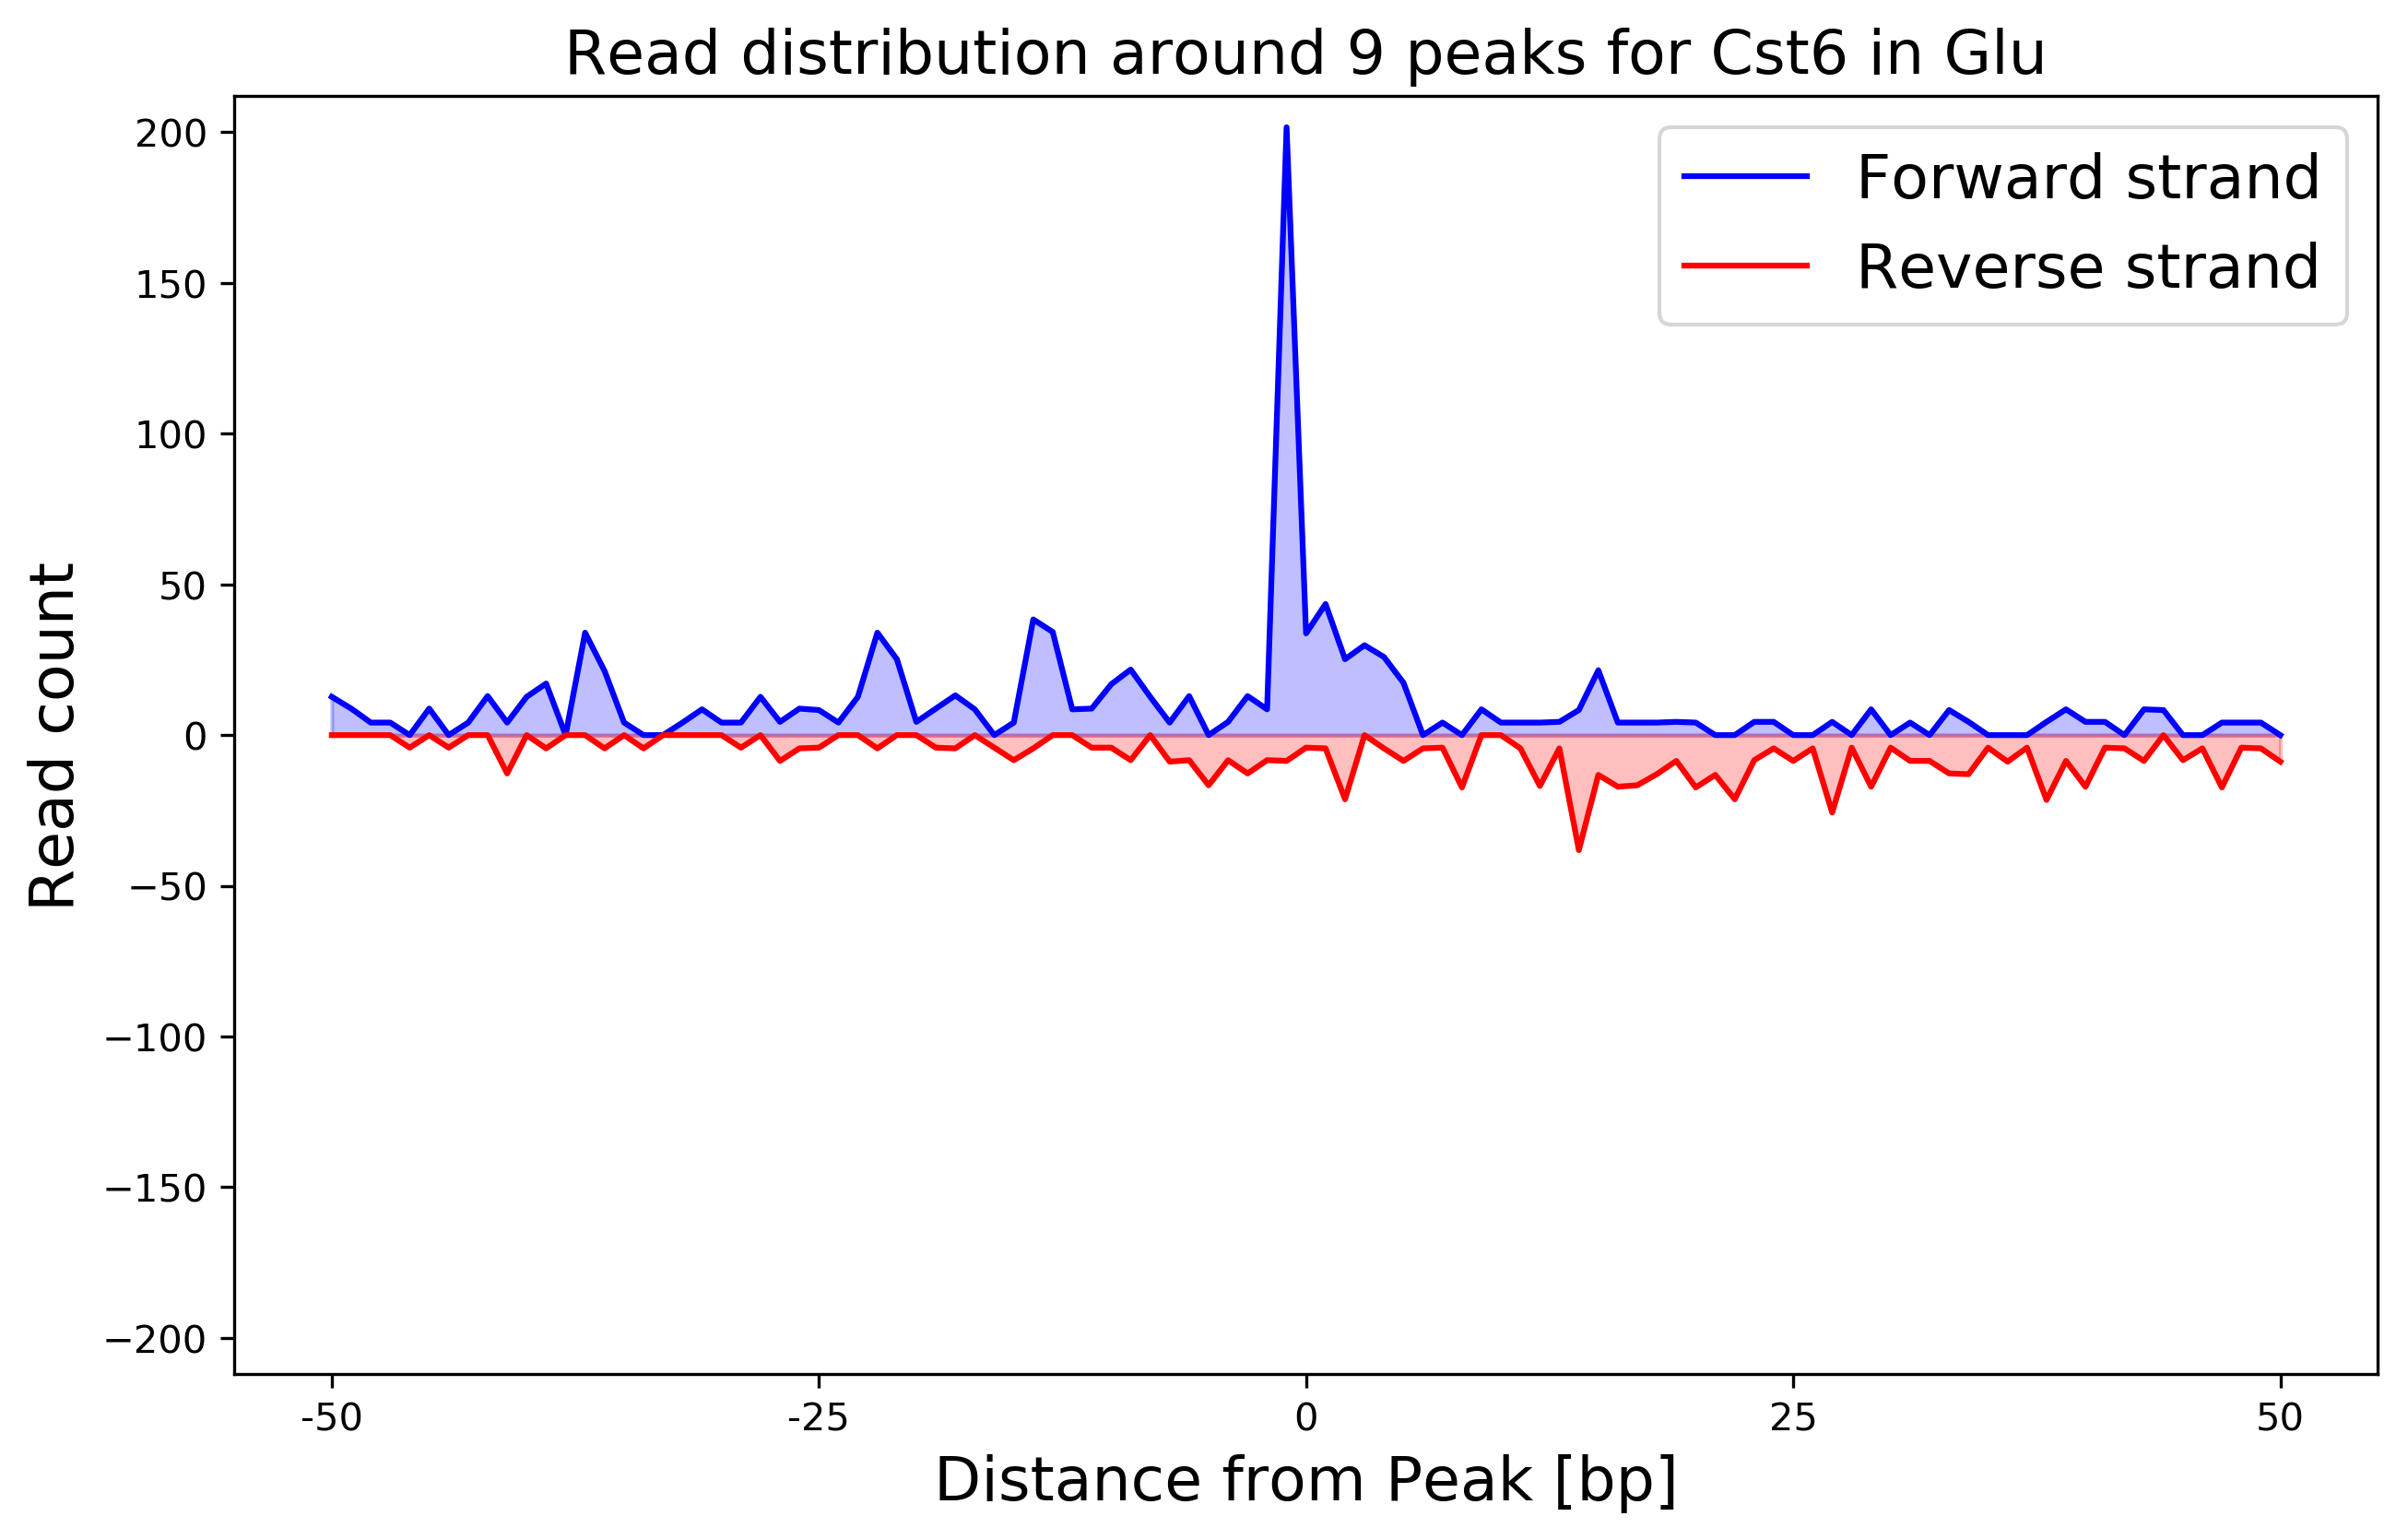 Read distribution around 9 peaks for Cst6 in Glu
200
150
100
50
0
−50
−100
−150
−200
Read count
Forward strand
Reverse strand
-50
-25
0
25
50
Distance from Peak [bp]